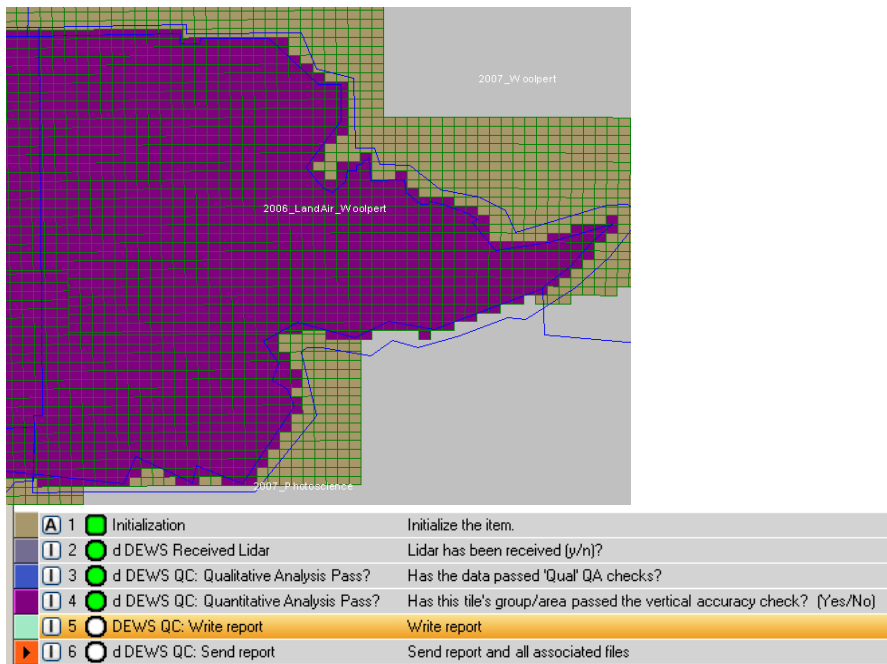 2007_Woolpert
2006_LandAir_Woolpert
2007_Photoscience
A 1 Initialization Initialize the item.
I 2 d DEWS Received Lidar Lidar has been received (y/n)?
I 3 d DEWS QC: Qualitative Analysis Pass? Has the data passed 'Qual' QA checks?
I 4 d DEWS QC: Quantitative Analysis Pass? Has this tile's group/area passed the vertical accuracy check? (Yes/No)
I 5 DEWS QC: Write report Write report
I 6 d DEWS QC: Send report Send report and all associated files